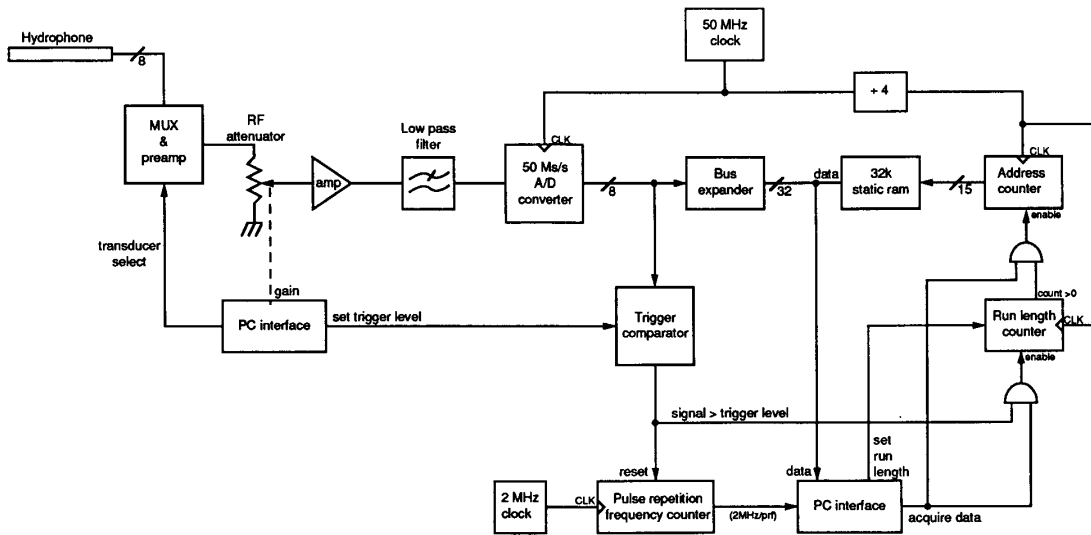 50 MHz
clock
Hydrophone
8
÷ 4
MUX
&
preamp
RF
attenuator
Low pass
filter
amp
CLK
50 Ms/s
A/D
converter
8
Bus
expander
32
data
32k
static ram
15
CLK
Address
counter
enable
transducer
select
gain
PC interface
set trigger level
Trigger
comparator
count >0
Run length
counter
CLK
enable
signal > trigger level
set
run
length
reset
data
2 MHz
clock
CLK
Pulse repetition
frequency counter
(2MHz/prf)
PC interface
acquire data